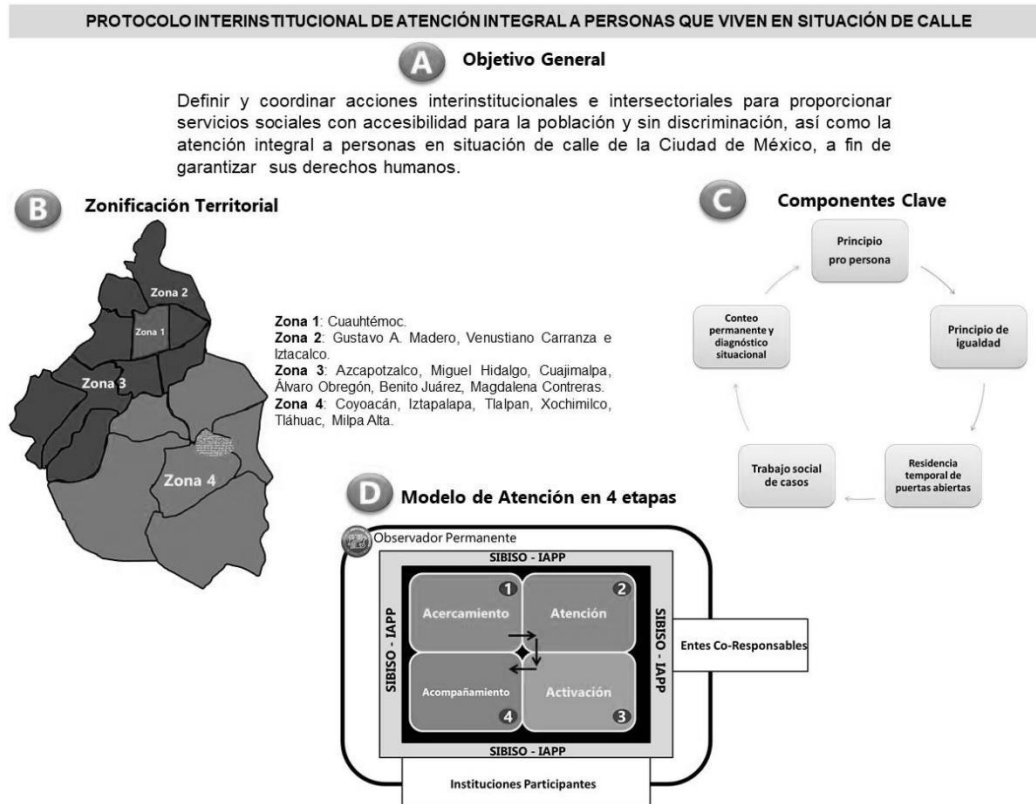 PROTOCOLO INTERINSTITUCIONAL DE ATENCIÓN INTEGRAL A PERSONAS QUE VIVEN EN SITUACIÓN DE CALLE
A
Objetivo General
Definir y coordinar acciones interinstitucionales e intersectoriales para proporcionar
servicios sociales con accesibilidad para la población y sin discriminación, así como la
atención integral a personas en situación de calle de la Ciudad de México, a fin de
garantizar sus derechos humanos.
B
Zonificación Territorial
Zona 2
Zona 1
Zona 3
Zona 4
Zona 1: Cuauhtémoc.
Zona 2: Gustavo A. Madero, Venustiano Carranza e
Iztacalco.
Zona 3: Azcapotzalco, Miguel Hidalgo, Cuajimalpa,
Álvaro Obregón, Benito Juárez, Magdalena Contreras.
Zona 4: Coyoacán, Iztapalapa, Tlalpan, Xochimilco,
Tláhuac, Milpa Alta.
C
Componentes Clave
Principio
pro persona
Principio de
igualdad
Residencia
temporal de
puertas abiertas
Trabajo social
de casos
Conteo
permanente y
diagnóstico
situacional
D
Modelo de Atención en 4 etapas
Observador Permanente
SIBISO - IAPP
SIBISO - IAPP
1
Acercamiento
2
Atención
Acompañamiento
4
Activación
3
SIBISO - IAPP
SIBISO - IAPP
Entes Co-Responsables
Instituciones Participantes